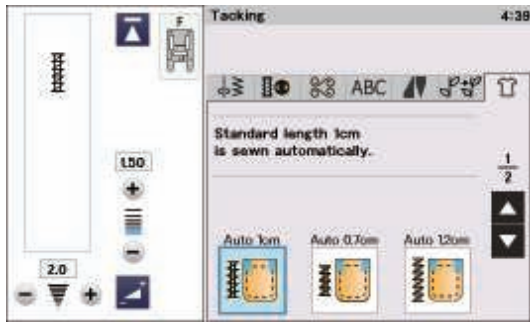 F
Tacking 4:39
ABC
Standard length 1cm
is sewn automatically.
1.50
1
2
Auto 1cm Auto 0.7cm Auto 1.2cm
2.0